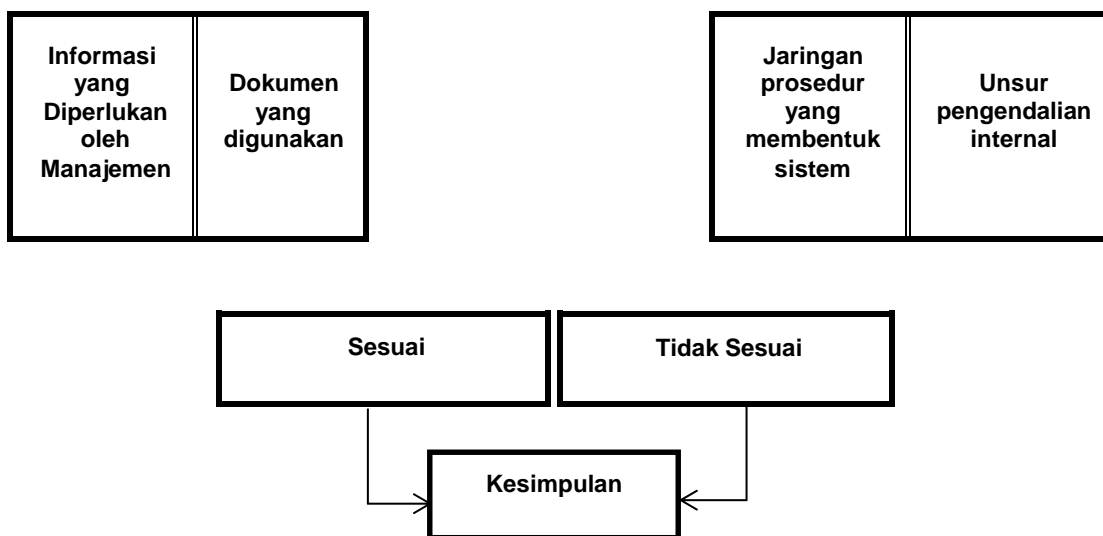 Informasi
yang
Diperlukan
oleh
Manajemen
Dokumen
yang
digunakan
Jaringan
prosedur
yang
membentuk
sistem
Unsur
pengendalian
internal
Sesuai
Tidak Sesuai
Kesimpulan